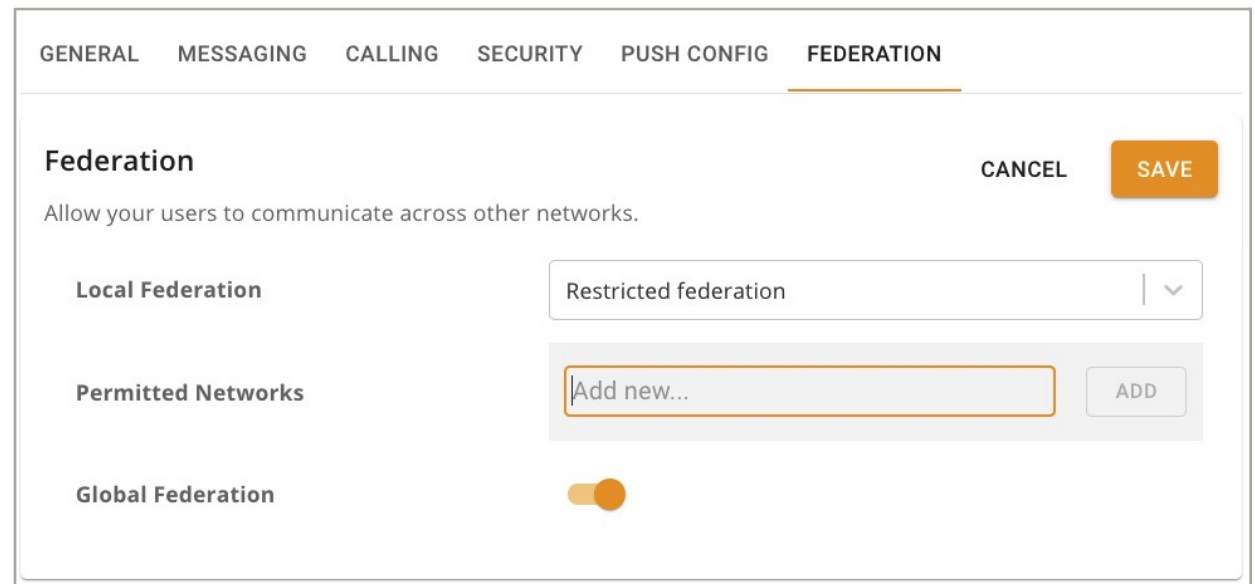 GENERAL MESSAGING CALLING SECURITY PUSH CONFIG FEDERATION
Federation
CANCEL SAVE
Allow your users to communicate across other networks.
Local Federation Restricted federation
Permitted Networks Add new... ADD
Global Federation